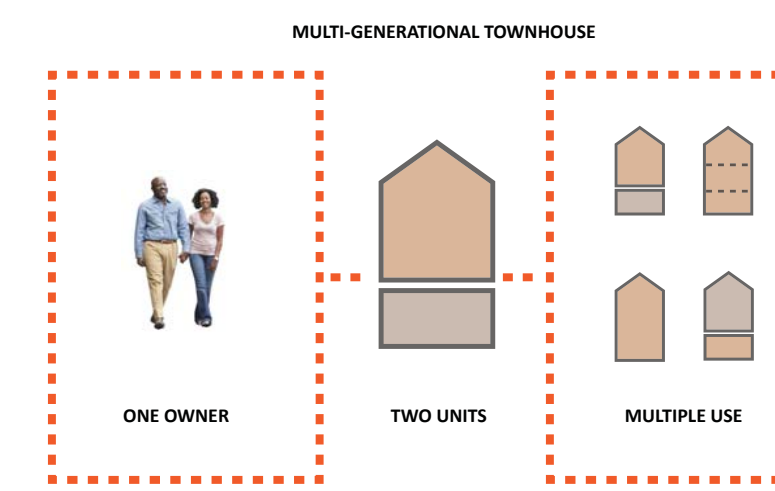 MULTI-GENERATIONAL TOWNHOUSE
ONE OWNER
TWO UNITS
MULTIPLE USE